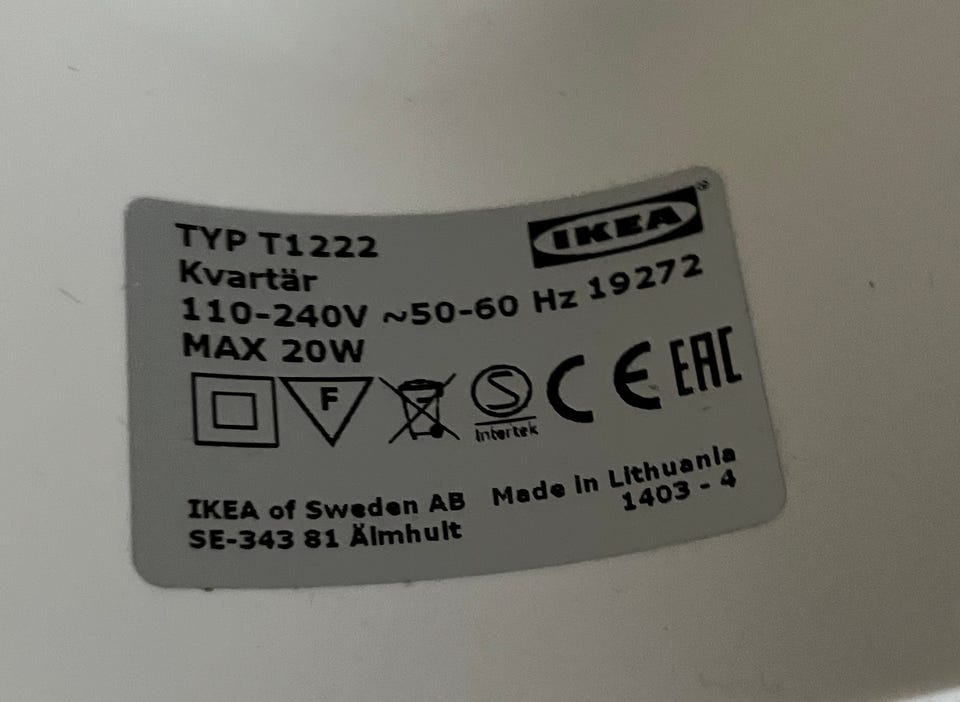 TYP T1222
IKEA®
Kvartär
110-240V ~50-60 Hz 19272
MAX 20W
F
S
Intertek
CE
EAC
IKEA of Sweden AB
SE-343 81 Älmhult
Made in Lithuania
1403 - 4